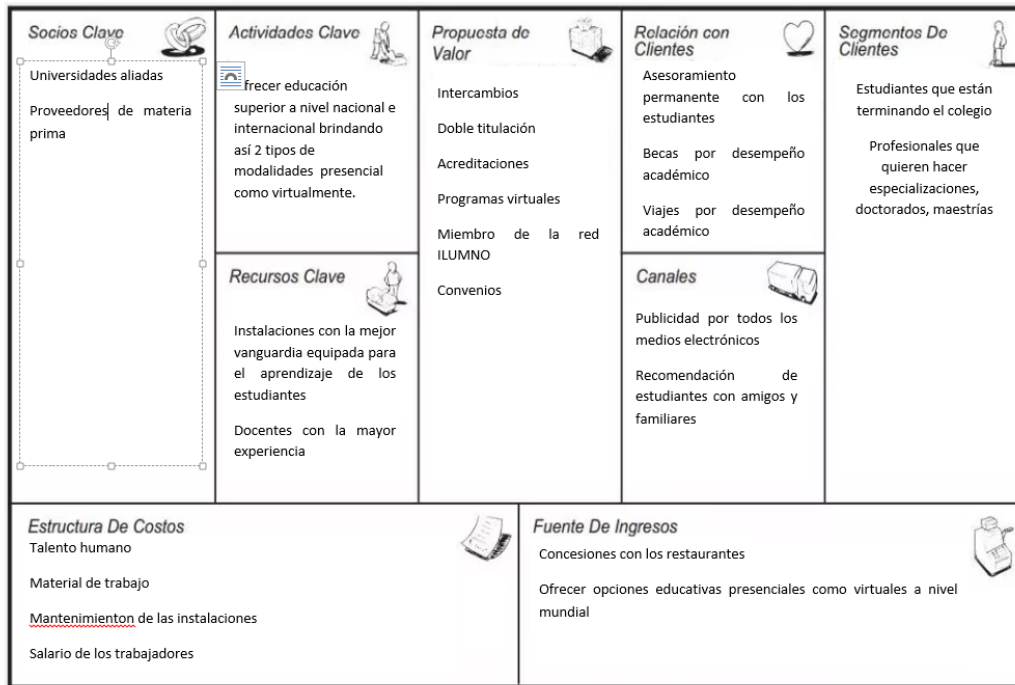 Socios Clave
Universidades aliadas
Proveedores de materia
prima
Actividades Clave
frecer educación
superior a nivel nacional e
internacional brindando
así 2 tipos de
modalidades presencial
como virtualmente.
Recursos Clave
Instalaciones con la mejor
vanguardia equipada para
el aprendizaje de los
estudiantes
Docentes con la mayor
experiencia
Propuesta de
Valor
Intercambios
Doble titulación
Acreditaciones
Programas virtuales
Miembro de la red
ILUMNO
Convenios
Relación con
Clientes
Asesoramiento
permanente con los
estudiantes
Becas por desempeño
académico
Viajes por desempeño
académico
Canales
Publicidad por todos los
medios electrónicos
Recomendación de
estudiantes con amigos y
familiares
Segmentos De
Clientes
Estudiantes que están
terminando el colegio
Profesionales que
quieren hacer
especializaciones,
doctorados, maestrías
Estructura De Costos
Talento humano
Material de trabajo
Mantenimienton de las instalaciones
Salario de los trabajadores
Fuente De Ingresos
Concesiones con los restaurantes
Ofrecer opciones educativas presenciales como virtuales a nivel
mundial